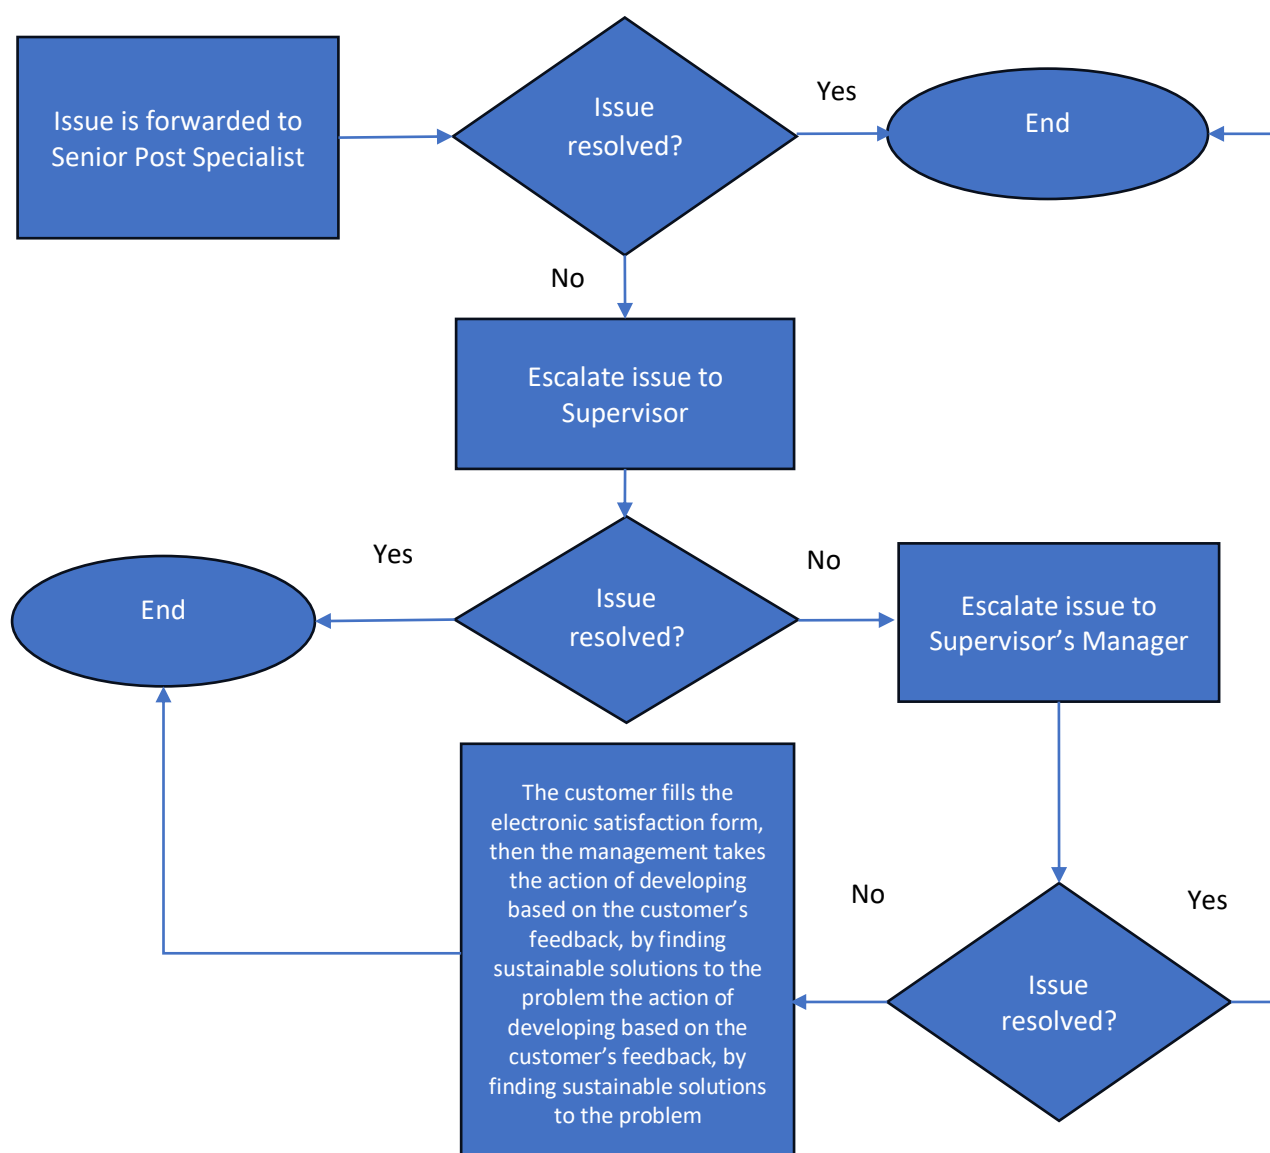 Issue is forwarded to
Senior Post Specialist
Issue
resolved?
Yes
End
No
Escalate issue to
Supervisor
Yes
End
Issue
resolved?
No
Escalate issue to
Supervisor’s Manager
The customer fills the
electronic satisfaction form,
then the management takes
the action of developing
based on the customer’s
feedback, by finding
sustainable solutions to the
problem the action of
developing based on the
customer’s feedback, by
finding sustainable solutions
to the problem
No
Yes
Issue
resolved?